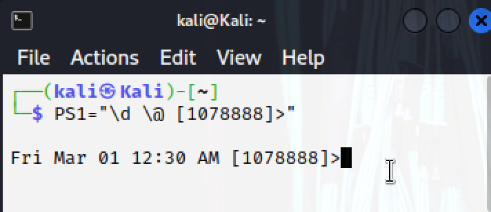 kali@Kali: ~
File Actions Edit View Help
┌──(kali㉿Kali)-[~]
└─$ PS1="\d \@ [1078888]>"
Fri Mar 01 12:30 AM [1078888]>